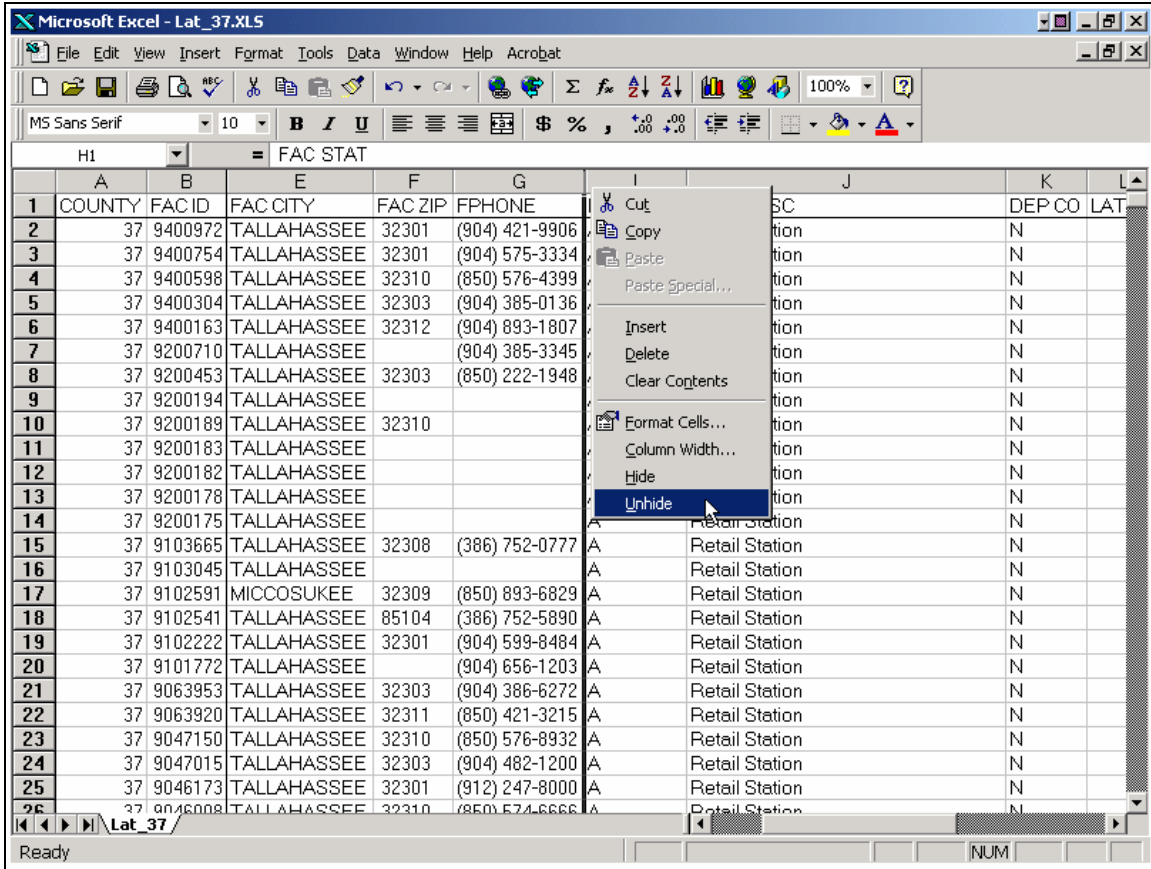 Microsoft Excel - Lat_37.XLS
File Edit View Insert Format Tools Data Window Help Acrobat
100%
MS Sans Serif 10 B I U $ % ,
H1 = FAC STAT
A B E F G I J K L
1 COUNTY FAC ID FAC CITY FAC ZIP FPHONE SC DEP CO LAT
2 37 9400972 TALLAHASSEE 32301 (904) 421-9906 tion N
3 37 9400754 TALLAHASSEE 32301 (904) 575-3334 tion N
4 37 9400598 TALLAHASSEE 32310 (850) 576-4399 tion N
5 37 9400304 TALLAHASSEE 32303 (904) 385-0136 tion N
6 37 9400163 TALLAHASSEE 32312 (904) 893-1807 tion N
7 37 9200710 TALLAHASSEE (904) 385-3345 tion N
8 37 9200453 TALLAHASSEE 32303 (850) 222-1948 tion N
9 37 9200194 TALLAHASSEE tion N
10 37 9200189 TALLAHASSEE 32310 tion N
11 37 9200183 TALLAHASSEE tion N
12 37 9200182 TALLAHASSEE tion N
13 37 9200178 TALLAHASSEE tion N
14 37 9200175 TALLAHASSEE A Retail Station N
15 37 9103665 TALLAHASSEE 32308 (386) 752-0777 A Retail Station N
16 37 9103045 TALLAHASSEE A Retail Station N
17 37 9102591 MICCOSUKEE 32309 (850) 893-6829 A Retail Station N
18 37 9102541 TALLAHASSEE 85104 (386) 752-5890 A Retail Station N
19 37 9102222 TALLAHASSEE 32301 (904) 599-8484 A Retail Station N
20 37 9101772 TALLAHASSEE (904) 656-1203 A Retail Station N
21 37 9063953 TALLAHASSEE 32303 (904) 386-6272 A Retail Station N
22 37 9063920 TALLAHASSEE 32311 (850) 421-3215 A Retail Station N
23 37 9047150 TALLAHASSEE 32310 (850) 576-8932 A Retail Station N
24 37 9047015 TALLAHASSEE 32303 (904) 482-1200 A Retail Station N
25 37 9046173 TALLAHASSEE 32301 (912) 247-8000 A Retail Station N
26 37 9046008 TALLAHASSEE 32310 (850) 574-6666 A Retail Station N
Cut
Copy
Paste
Paste Special...
Insert
Delete
Clear Contents
Format Cells...
Column Width...
Hide
Unhide
Lat_37
Ready NUM